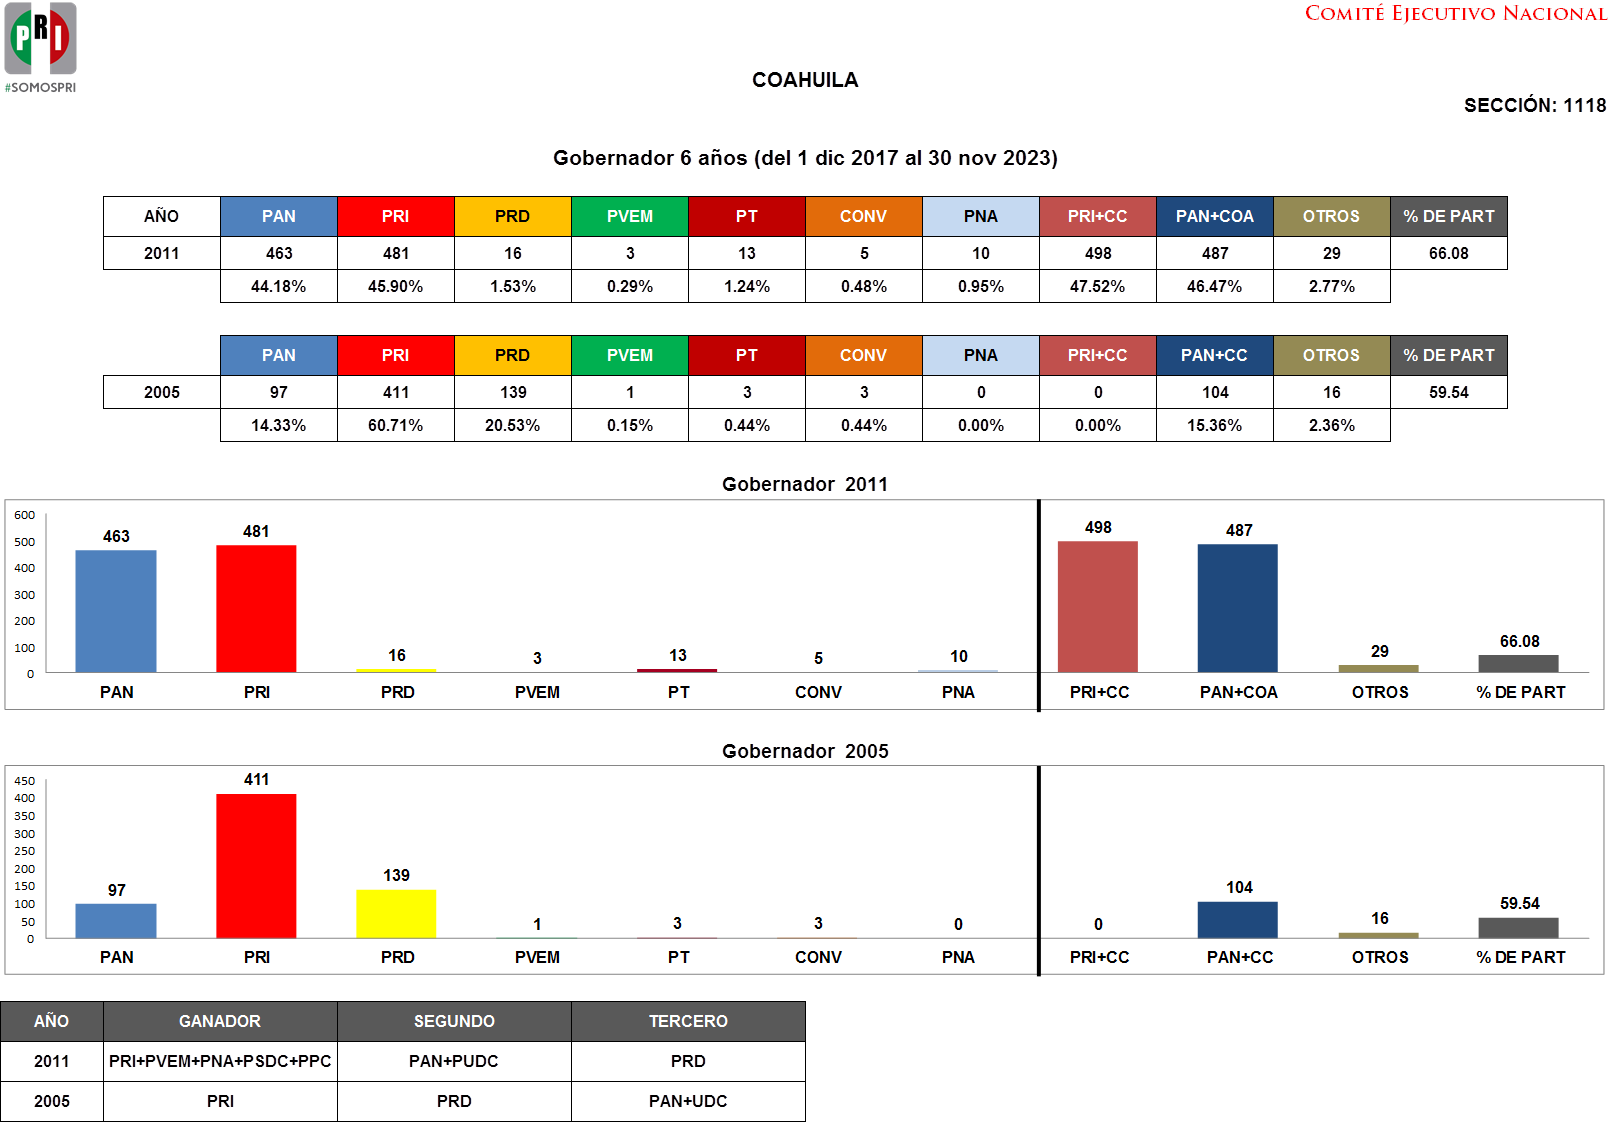 PRI
#SOMOSPRI
COMITÉ EJECUTIVO NACIONAL
COAHUILA
SECCIÓN: 1118
Gobernador 6 años (del 1 dic 2017 al 30 nov 2023)
AÑO PAN PRI PRD PVEM PT CONV PNA PRI+CC PAN+COA OTROS % DE PART
2011 463 481 16 3 13 5 10 498 487 29 66.08
44.18% 45.90% 1.53% 0.29% 1.24% 0.48% 0.95% 47.52% 46.47% 2.77%
PAN PRI PRD PVEM PT CONV PNA PRI+CC PAN+CC OTROS % DE PART
2005 97 411 139 1 3 3 0 0 104 16 59.54
14.33% 60.71% 20.53% 0.15% 0.44% 0.44% 0.00% 0.00% 15.36% 2.36%
Gobernador 2011
600
500
400
300
200
100
0
463 481 16 3 13 5 10 498 487 29 66.08
PAN PRI PRD PVEM PT CONV PNA PRI+CC PAN+COA OTROS % DE PART
Gobernador 2005
450
400
350
300
250
200
150
100
50
0
97 411 139 1 3 3 0 0 104 16 59.54
PAN PRI PRD PVEM PT CONV PNA PRI+CC PAN+CC OTROS % DE PART
AÑO GANADOR SEGUNDO TERCERO
2011 PRI+PVEM+PNA+PSDC+PPC PAN+PUDC PRD
2005 PRI PRD PAN+UDC